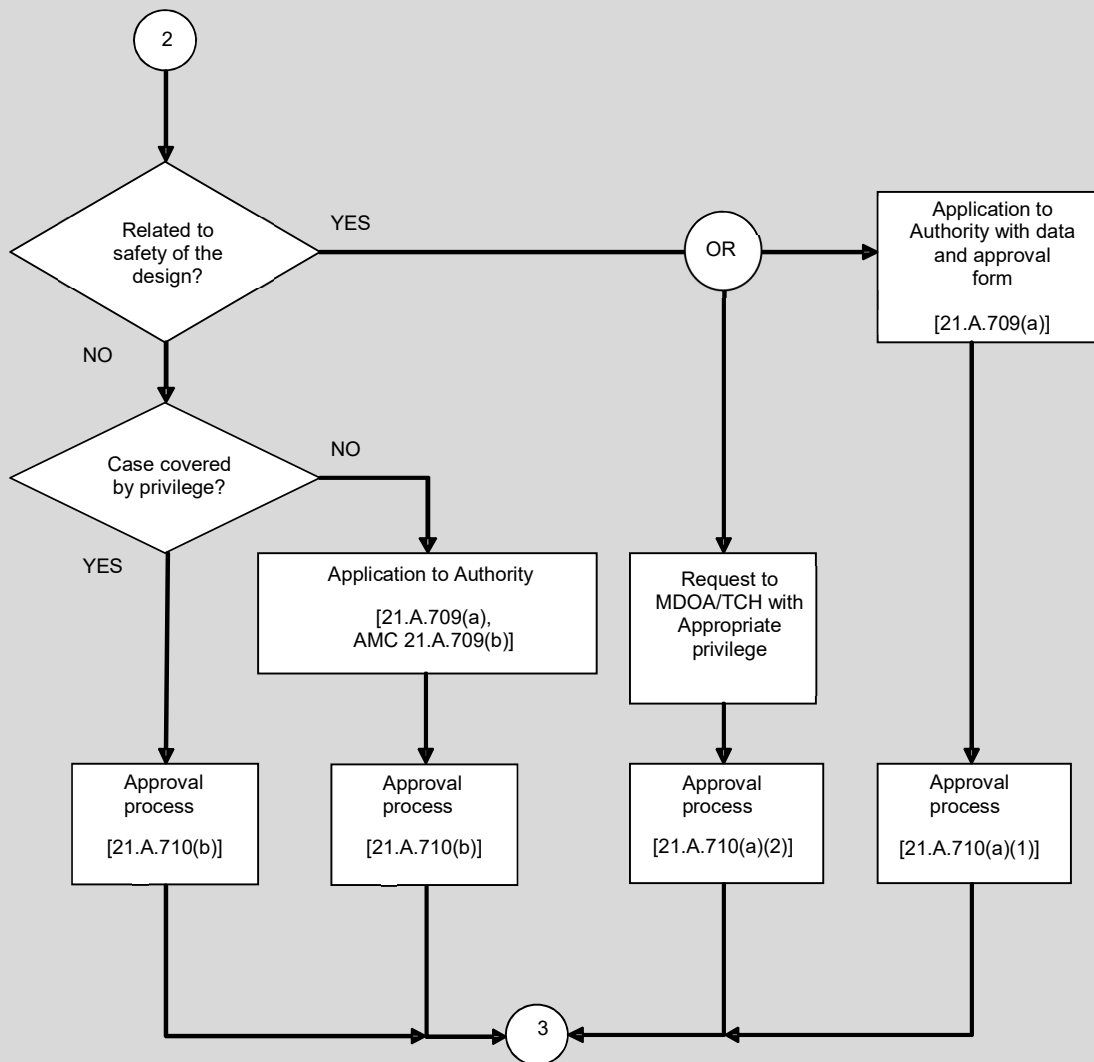 2
Related to
safety of the
design?
YES
OR
Application to
Authority with data
and approval
form
[21.A.709(a)]
NO
Case covered
by privilege?
NO
YES
Application to Authority
[21.A.709(a),
AMC 21.A.709(b)]
Request to
MDOA/TCH with
Appropriate
privilege
Approval
process
[21.A.710(b)]
Approval
process
[21.A.710(b)]
Approval
process
[21.A.710(a)(2)]
Approval
process
[21.A.710(a)(1)]
3